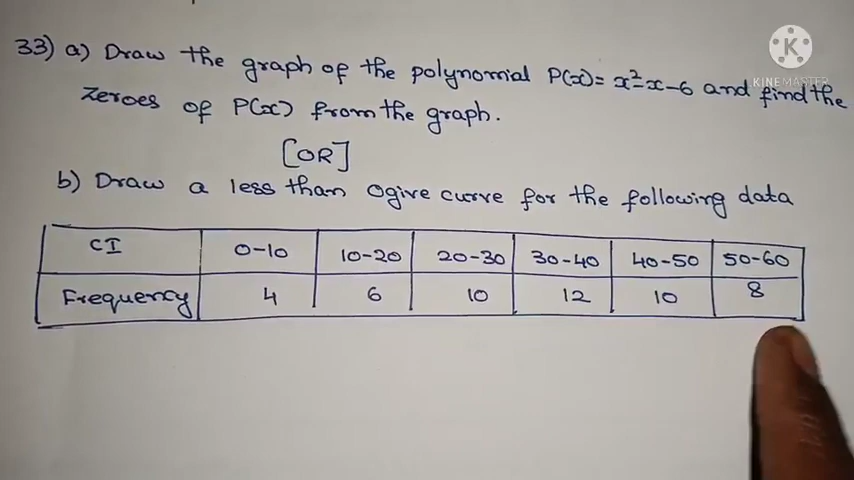 33) a) Draw the graph of the polynomial P(x) = x²-x-6 and find the
zeroes of P(x) from the graph.
[OR]
b) Draw a less than Ogive curve for the following data
CI 0-10 10-20 20-30 30-40 40-50 50-60
Frequency 4 6 10 12 10 8
K
KINEMASTER